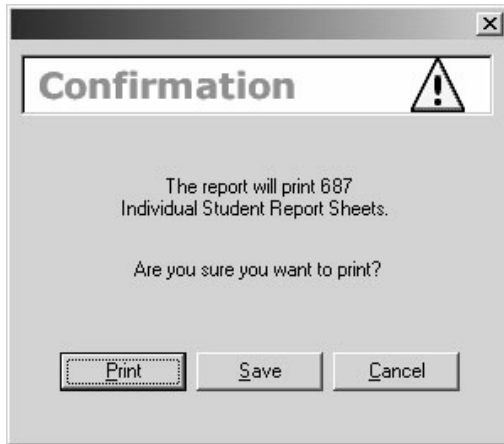 Confirmation
The report will print 687
Individual Student Report Sheets.
Are you sure you want to print?
Print
Save
Cancel